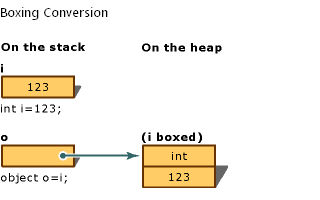 Boxing Conversion
On the stack
On the heap
i
123
int i=123;
o
(i boxed)
int
object o=i;
123